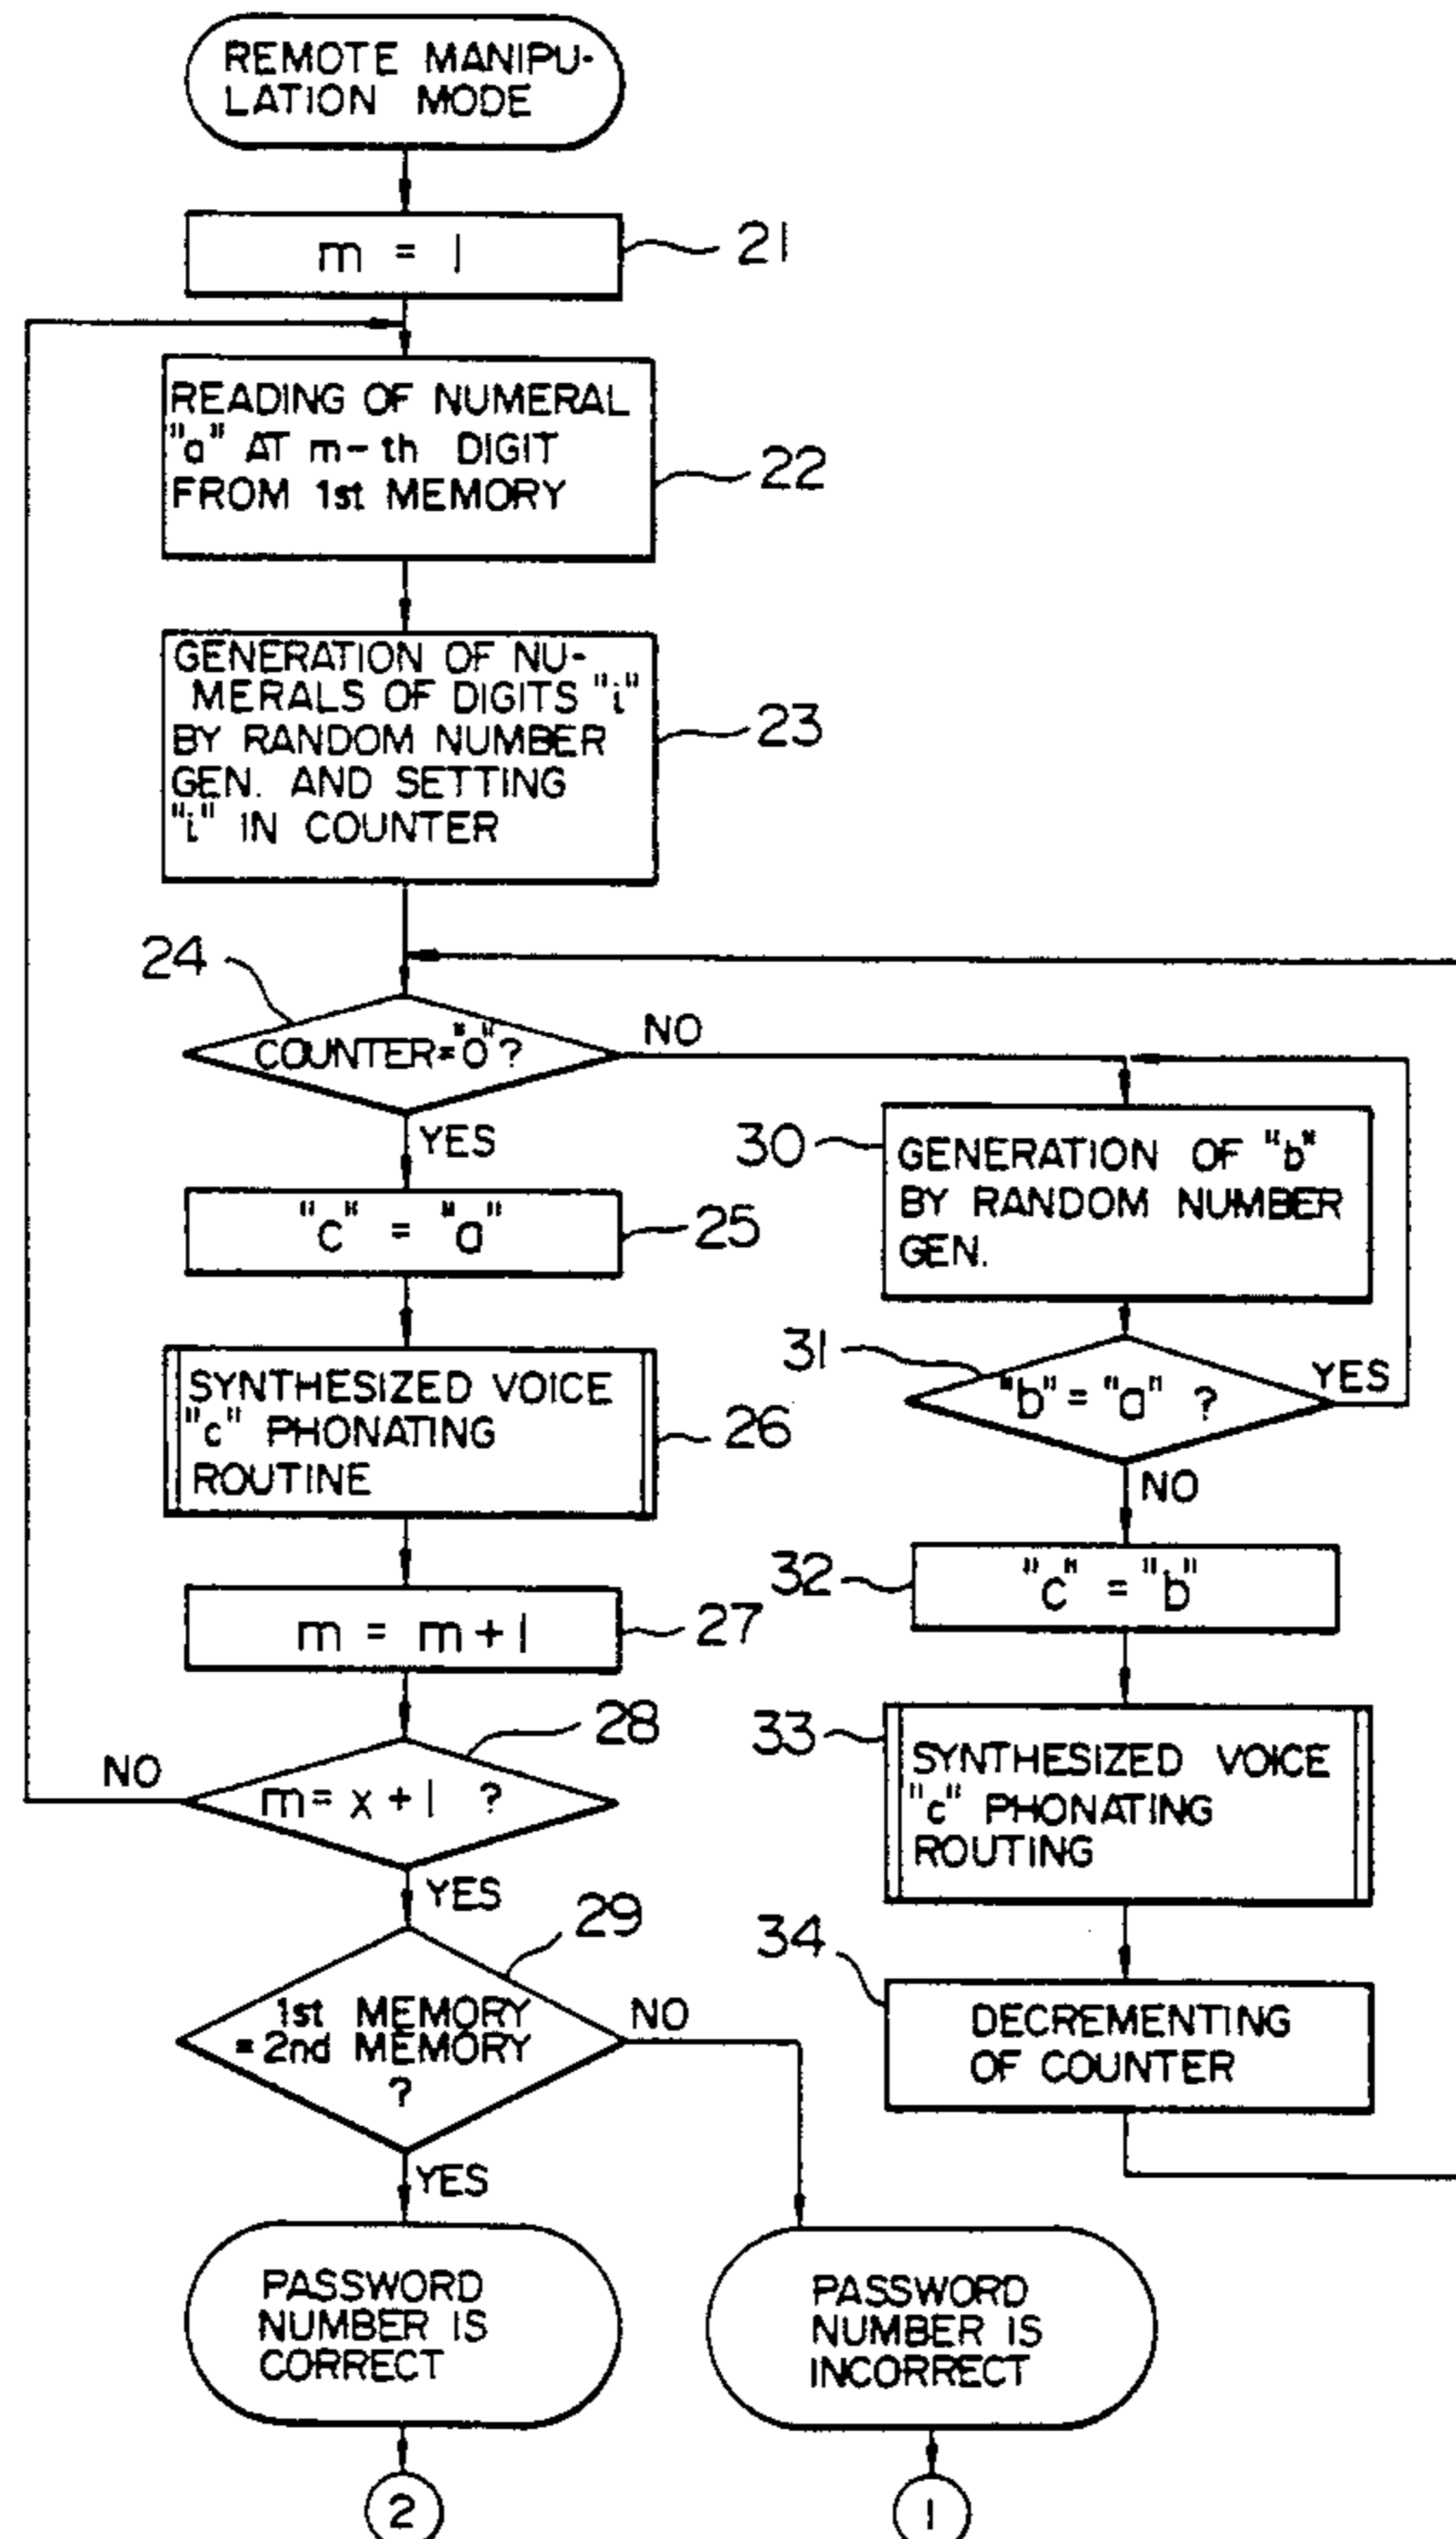 REMOTE MANIPU-
LATION MODE
m = 1
21
READING OF NUMERAL
"a" AT m-th DIGIT
FROM 1st MEMORY
22
GENERATION OF NU-
MERALS OF DIGITS "i"
BY RANDOM NUMBER
GEN. AND SETTING
"i" IN COUNTER
23
24
COUNTER="0"?
NO
YES
"c" = "a"
25
SYNTHESIZED VOICE
"c" PHONATING
ROUTINE
26
m = m+1
27
28
m = x + 1 ?
NO
YES
29
1st MEMORY
= 2nd MEMORY
?
NO
YES
PASSWORD
NUMBER IS
CORRECT
2
30
GENERATION OF "b"
BY RANDOM NUMBER
GEN.
31
"b" = "a" ?
YES
NO
32
"c" = "b"
33
SYNTHESIZED VOICE
"c" PHONATING
ROUTING
34
DECREMENTING
OF COUNTER
PASSWORD
NUMBER IS
INCORRECT
1